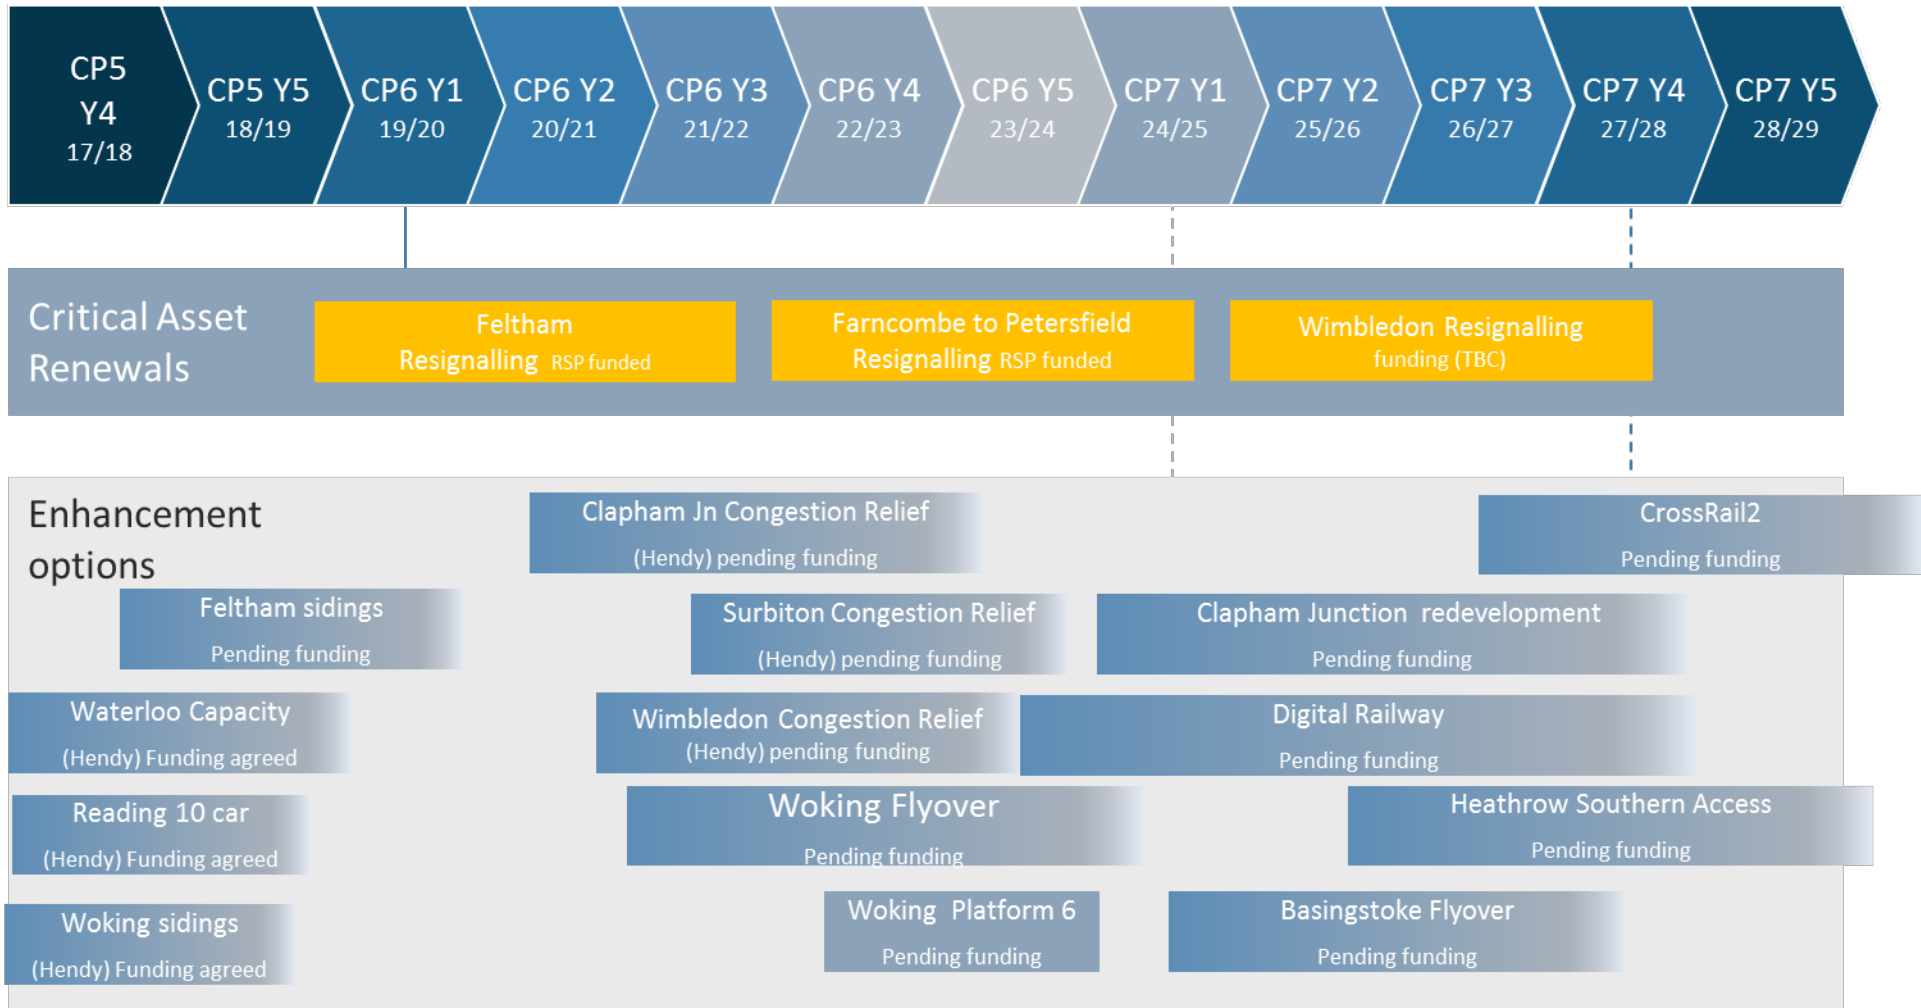 CP5
Y4
17/18
CP5 Y5
18/19
CP6 Y1
19/20
CP6 Y2
20/21
CP6 Y3
21/22
CP6 Y4
22/23
CP6 Y5
23/24
CP7 Y1
24/25
CP7 Y2
25/26
CP7 Y3
26/27
CP7 Y4
27/28
CP7 Y5
28/29
Critical Asset
Renewals
Feltham
Resignalling RSP funded
Farncombe to Petersfield
Resignalling RSP funded
Wimbledon Resignalling
funding (TBC)
Enhancement
options
Clapham Jn Congestion Relief
(Hendy) pending funding
CrossRail2
Pending funding
Feltham sidings
Pending funding
Surbiton Congestion Relief
(Hendy) pending funding
Clapham Junction redevelopment
Pending funding
Waterloo Capacity
(Hendy) Funding agreed
Wimbledon Congestion Relief
(Hendy) pending funding
Digital Railway
Pending funding
Reading 10 car
(Hendy) Funding agreed
Woking Flyover
Pending funding
Heathrow Southern Access
Pending funding
Woking sidings
(Hendy) Funding agreed
Woking Platform 6
Pending funding
Basingstoke Flyover
Pending funding